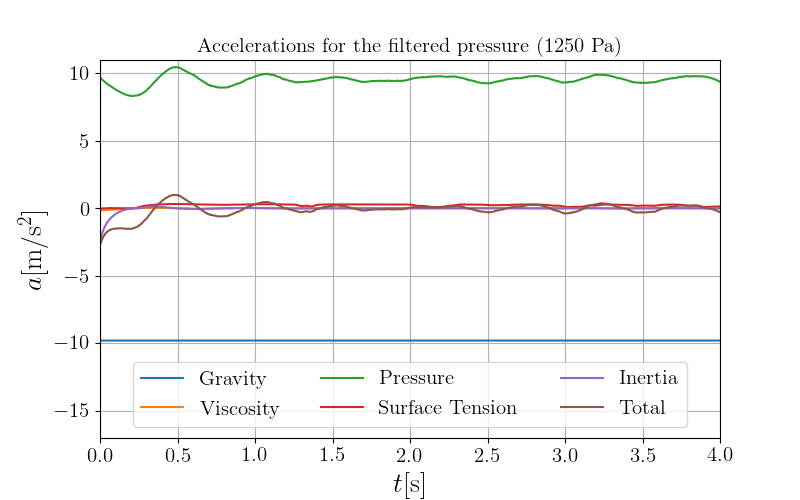 Accelerations for the filtered pressure (1250 Pa)
10
5
0
−5
−10
−15
a[m/s²]
Gravity Pressure Inertia
Viscosity Surface Tension Total
0.0 0.5 1.0 1.5 2.0 2.5 3.0 3.5 4.0
t[s]